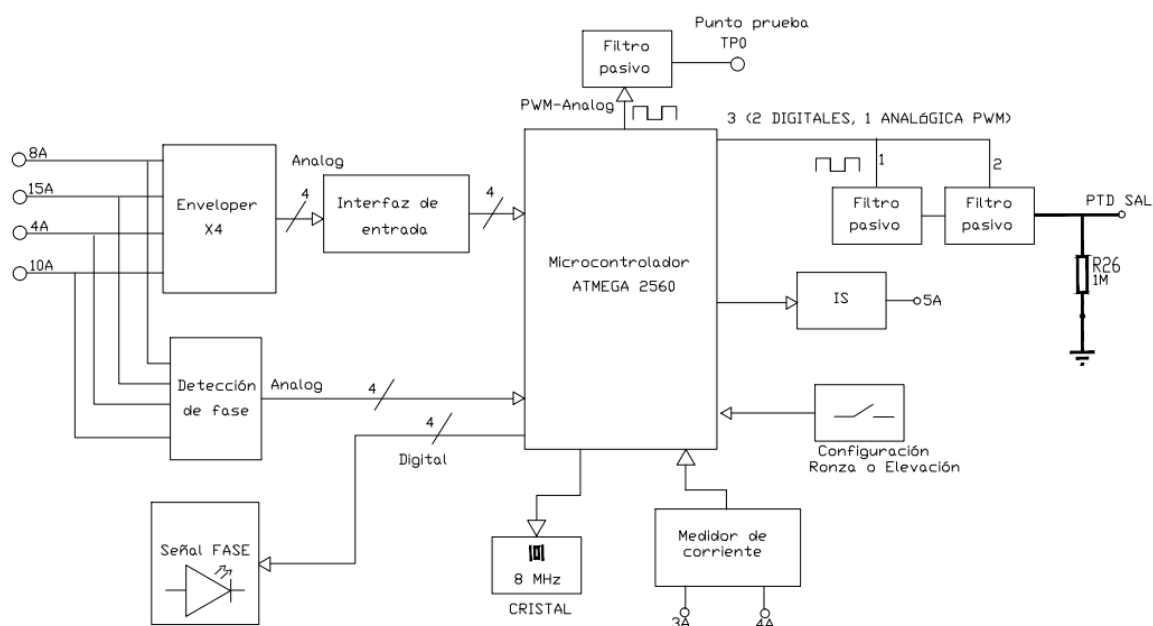 Punto prueba
TP0
Filtro
pasivo
PWM-Analog
3 (2 DIGITALES, 1 ANALÓGICA PWM)
1
2
Filtro
pasivo
Filtro
pasivo
PTD SAL
R26
1M
8A
15A
4A
10A
Enveloper
X4
Analog
4
Interfaz de
entrada
4
Microcontrolador
ATMEGA 2560
IS
5A
Detección
de fase
Analog
4
4
Digital
Configuración
Ronza o Elevación
Señal FASE
8 MHz
CRISTAL
Medidor de
corriente
3A
4A